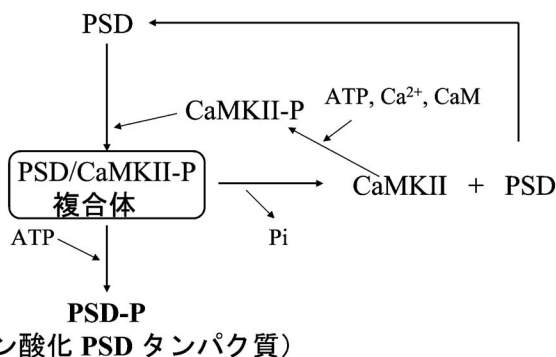 PSD
ATP, Ca²⁺, CaM
CaMKII-P
PSD/CaMKII-P
複合体
CaMKII + PSD
Pi
ATP
PSD-P
ン酸化 PSD タンパク質）